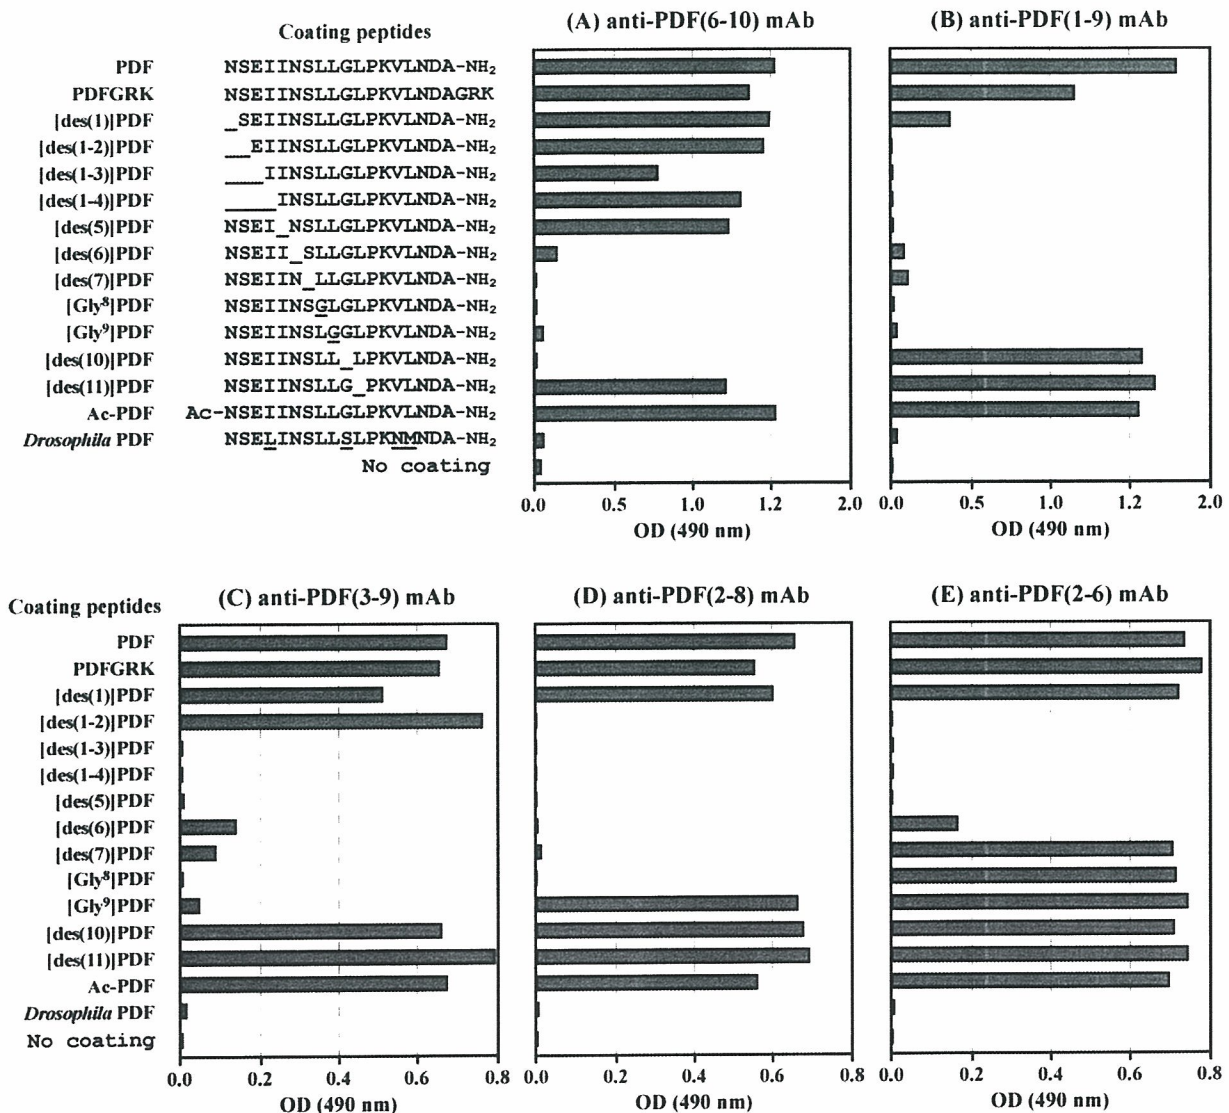 Coating peptides
(A) anti-PDF(6-10) mAb
(B) anti-PDF(1-9) mAb
PDF NSEIINSLLGLPKVLNDA-NH₂
PDFGRK NSEIINSLLGLPKVLNDAGRK
[des(1)]PDF _SEIINSLLGLPKVLNDA-NH₂
[des(1-2)]PDF __EIINSLLGLPKVLNDA-NH₂
[des(1-3)]PDF ___IINSLLGLPKVLNDA-NH₂
[des(1-4)]PDF ____INSLLGLPKVLNDA-NH₂
[des(5)]PDF NSEI_NSLLGLPKVLNDA-NH₂
[des(6)]PDF NSEII_SLLGLPKVLNDA-NH₂
[des(7)]PDF NSEIIN_LLGLPKVLNDA-NH₂
[Gly⁸]PDF NSEIINSGLGLPKVLNDA-NH₂
[Gly⁹]PDF NSEIINSLGGLPKVLNDA-NH₂
[des(10)]PDF NSEIINSLL_LPKVLNDA-NH₂
[des(11)]PDF NSEIINSLLG_PKVLNDA-NH₂
Ac-PDF Ac-NSEIINSLLGLPKVLNDA-NH₂
Drosophila PDF NSELINSLLSLPKNMNDA-NH₂
No coating
0.0 0.5 1.0 1.2 2.0
OD (490 nm)
0.0 0.5 1.0 1.2 2.0
OD (490 nm)
Coating peptides
(C) anti-PDF(3-9) mAb
(D) anti-PDF(2-8) mAb
(E) anti-PDF(2-6) mAb
PDF
PDFGRK
[des(1)]PDF
[des(1-2)]PDF
[des(1-3)]PDF
[des(1-4)]PDF
[des(5)]PDF
[des(6)]PDF
[des(7)]PDF
[Gly⁸]PDF
[Gly⁹]PDF
[des(10)]PDF
[des(11)]PDF
Ac-PDF
Drosophila PDF
No coating
0.0 0.2 0.4 0.6 0.8
OD (490 nm)
0.0 0.2 0.4 0.6 0.8
OD (490 nm)
0.0 0.2 0.4 0.6 0.8
OD (490 nm)